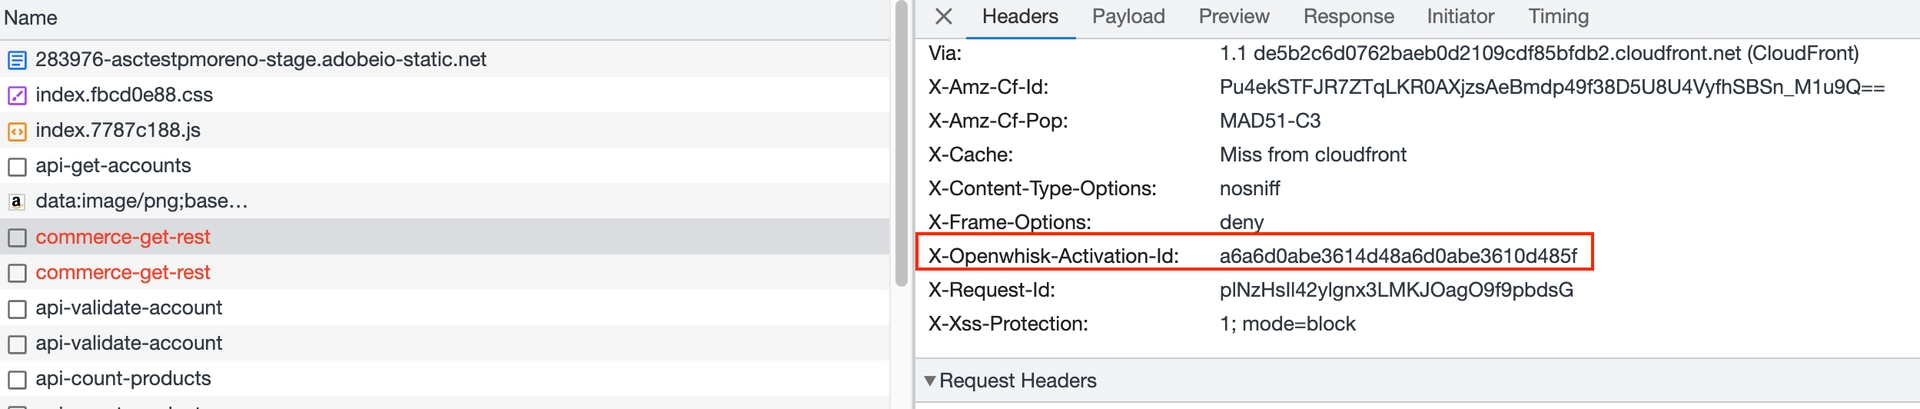 Name
283976-asctestpmoreno-stage.adobeio-static.net
index.fbcd0e88.css
index.7787c188.js
api-get-accounts
a data:image/png;base...
commerce-get-rest
commerce-get-rest
api-validate-account
api-validate-account
api-count-products
Headers Payload Preview Response Initiator Timing
Via: 1.1 de5b2c6d0762baeb0d2109cdf85bfdb2.cloudfront.net (CloudFront)
X-Amz-Cf-Id: Pu4ekSTFJR7ZTqLKR0AXjzsAeBmdp49f38D5U8U4VyfhSBSn_M1u9Q==
X-Amz-Cf-Pop: MAD51-C3
X-Cache: Miss from cloudfront
X-Content-Type-Options: nosniff
X-Frame-Options: deny
X-Openwhisk-Activation-Id: a6a6d0abe3614d48a6d0abe3610d485f
X-Request-Id: plNzHsIl42ylgnx3LMKJOagO9f9pbdsG
X-Xss-Protection: 1; mode=block
Request Headers